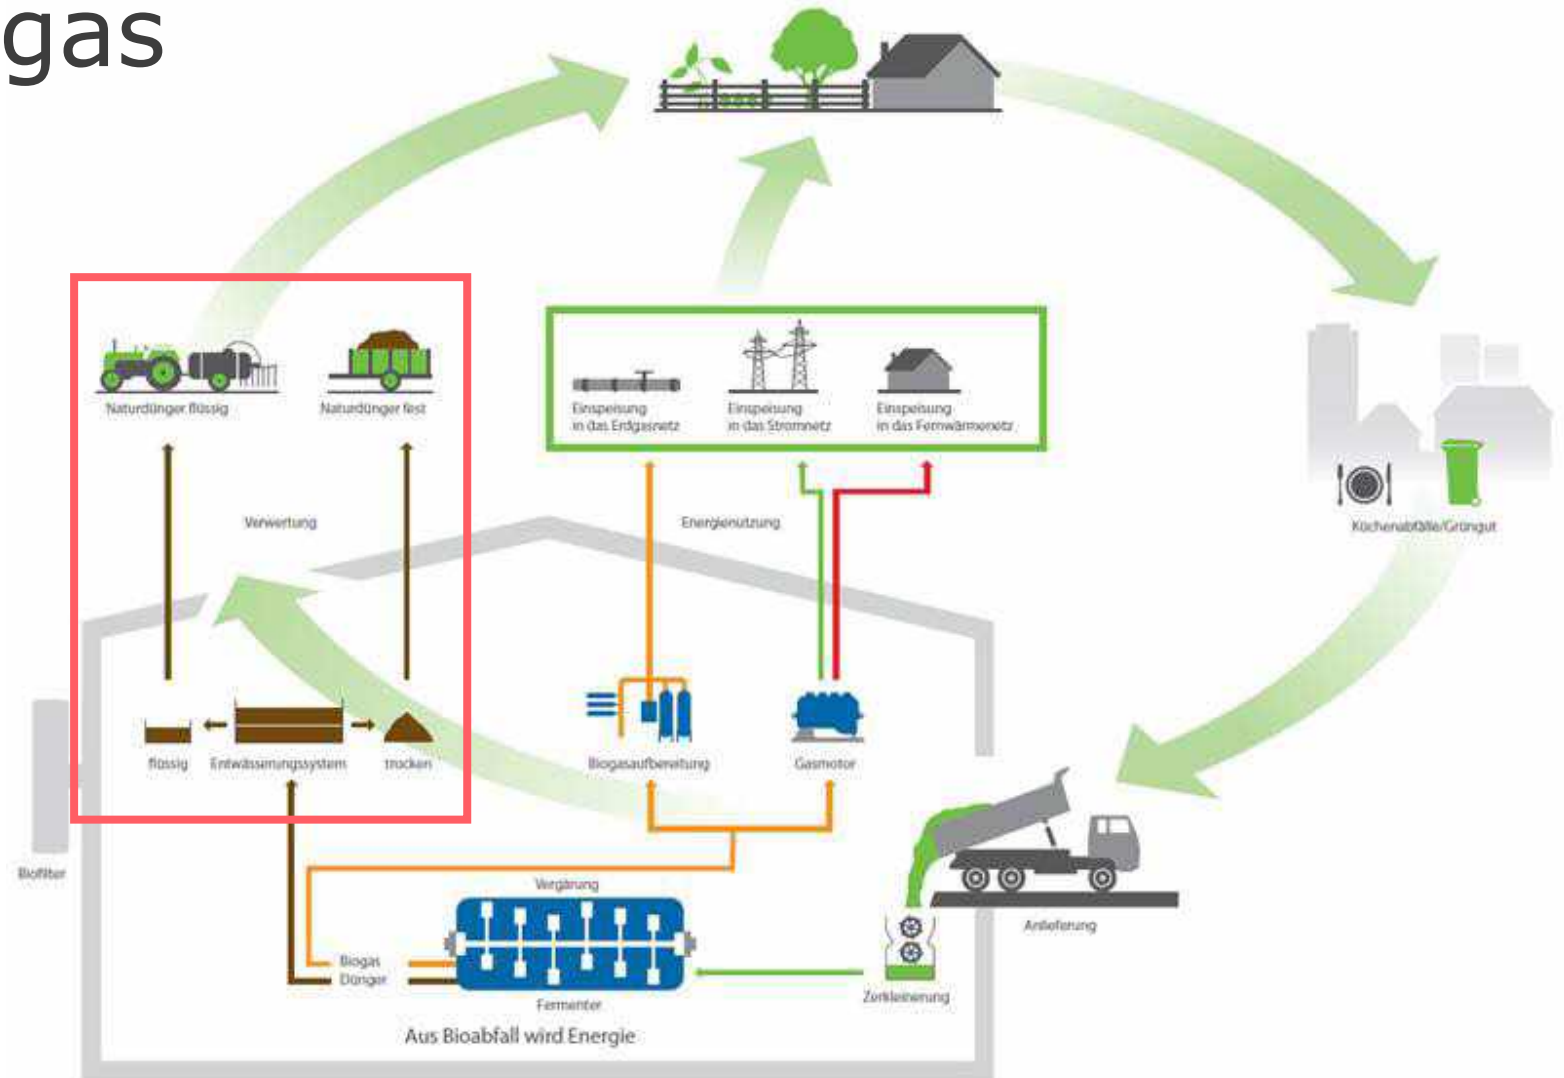 gas
Naturdünger flüssig
Naturdünger fest
Einspeisung
in das Erdgasnetz
Einspeisung
in das Stromnetz
Einspeisung
in das Fernwärmenetz
Verwertung
Energienutzung
Küchenabfälle/Grüngut
flüssig
Entwässerungssystem
trocken
Biogasaufbereitung
Gasmotor
Biofilter
Vergärung
Anlieferung
Biogas
Dünger
Zerkleinerung
Fermenter
Aus Bioabfall wird Energie